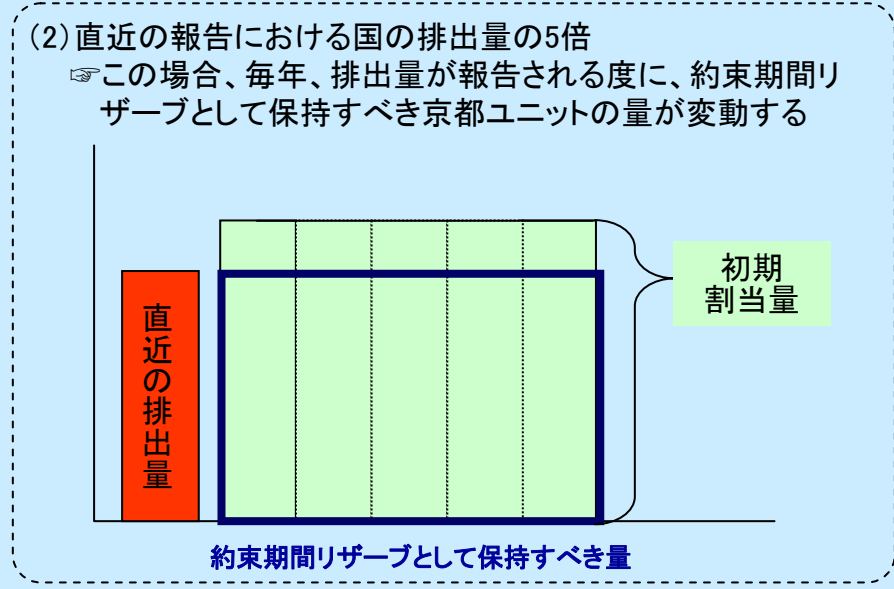 (2)直近の報告における国の排出量の5倍
☞この場合、毎年、排出量が報告される度に、約束期間リ
ザーブとして保持すべき京都ユニットの量が変動する
初期
割当量
直近の排出量
約束期間リザーブとして保持すべき量